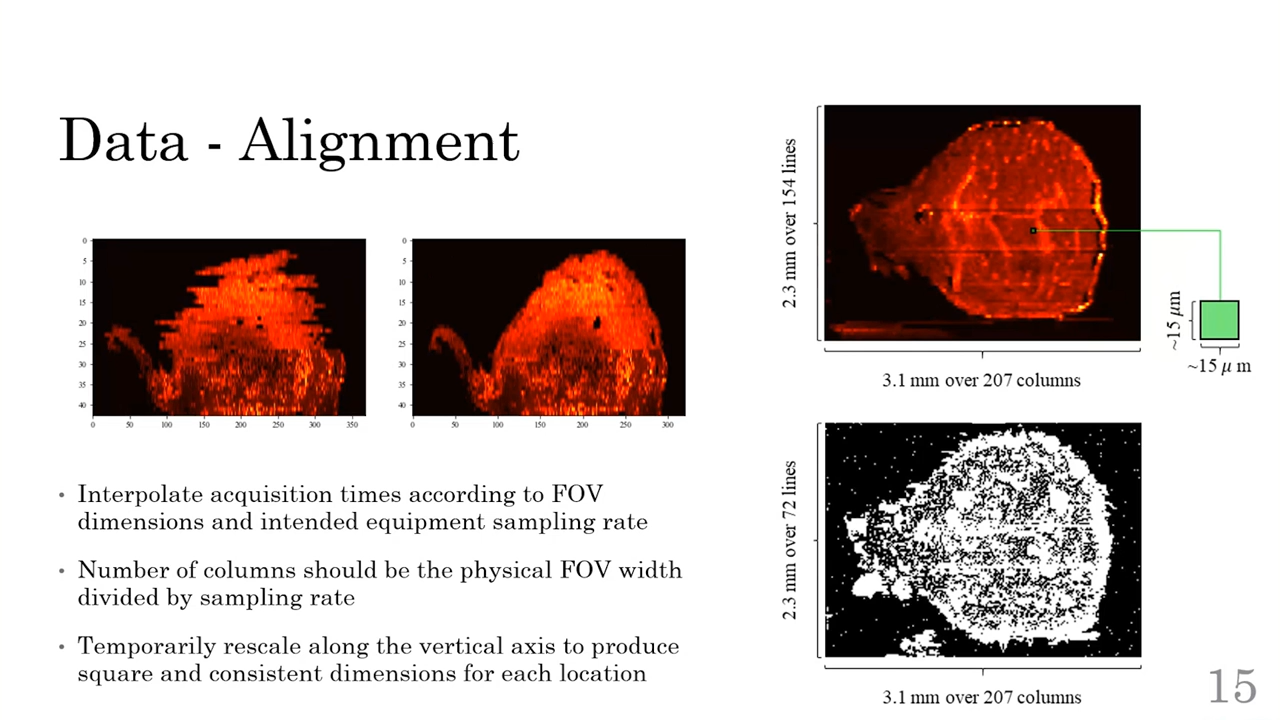 Data - Alignment
0
5
10
15
20
25
30
35
40
0 50 100 150 200 250 300 350
0
5
10
15
20
25
30
35
40
0 50 100 150 200 250 300
• Interpolate acquisition times according to FOV
dimensions and intended equipment sampling rate
• Number of columns should be the physical FOV width
divided by sampling rate
• Temporarily rescale along the vertical axis to produce
square and consistent dimensions for each location
2.3 mm over 154 lines
3.1 mm over 207 columns
~15 μm
~15 μ m
2.3 mm over 72 lines
3.1 mm over 207 columns
15